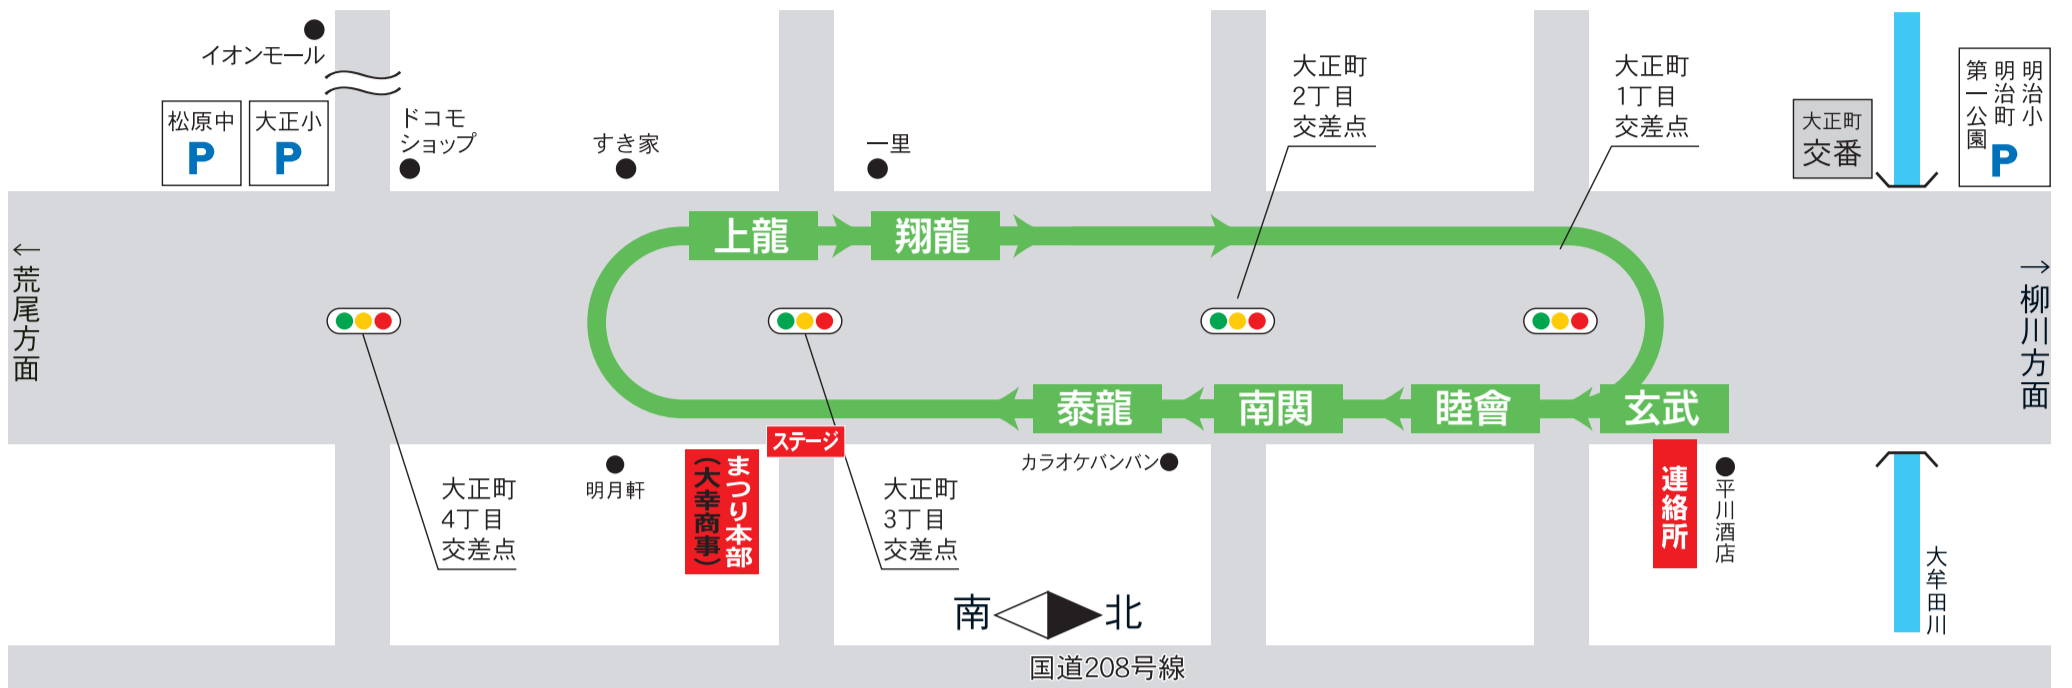 イオンモール
松原中
P
大正小
P
ドコモ
ショップ
すき家
一里
大正町
2丁目
交差点
大正町
1丁目
交差点
大正町
交番
明治小
明治町
第一公園
P
←荒尾方面
上龍
翔龍
→柳川方面
泰龍
南関
睦會
玄武
ステージ
大正町
4丁目
交差点
明月軒
まつり本部
(大幸商事)
大正町
3丁目
交差点
カラオケバンバン
連絡所
平川酒店
大牟田川
南
北
国道208号線